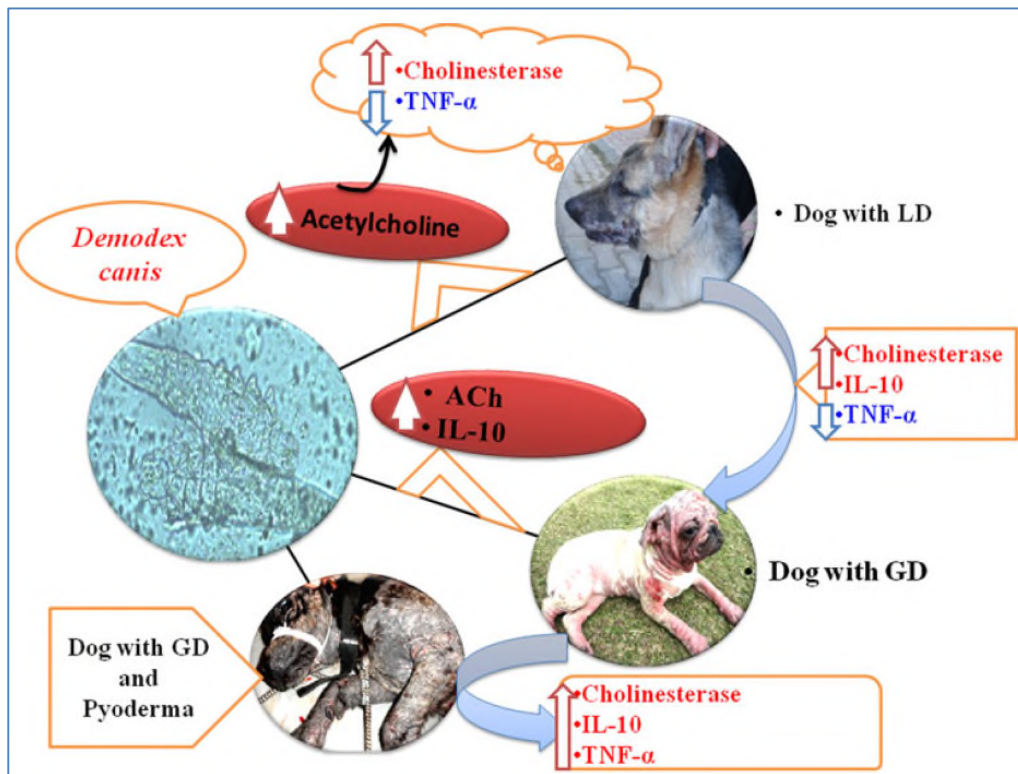 •Cholinesterase
•TNF-α
Acetylcholine
• Dog with LD
Demodex
canis
•Cholinesterase
•IL-10
•TNF-α
• ACh
• IL-10
• Dog with GD
Dog with GD
and
Pyoderma
•Cholinesterase
•IL-10
•TNF-α